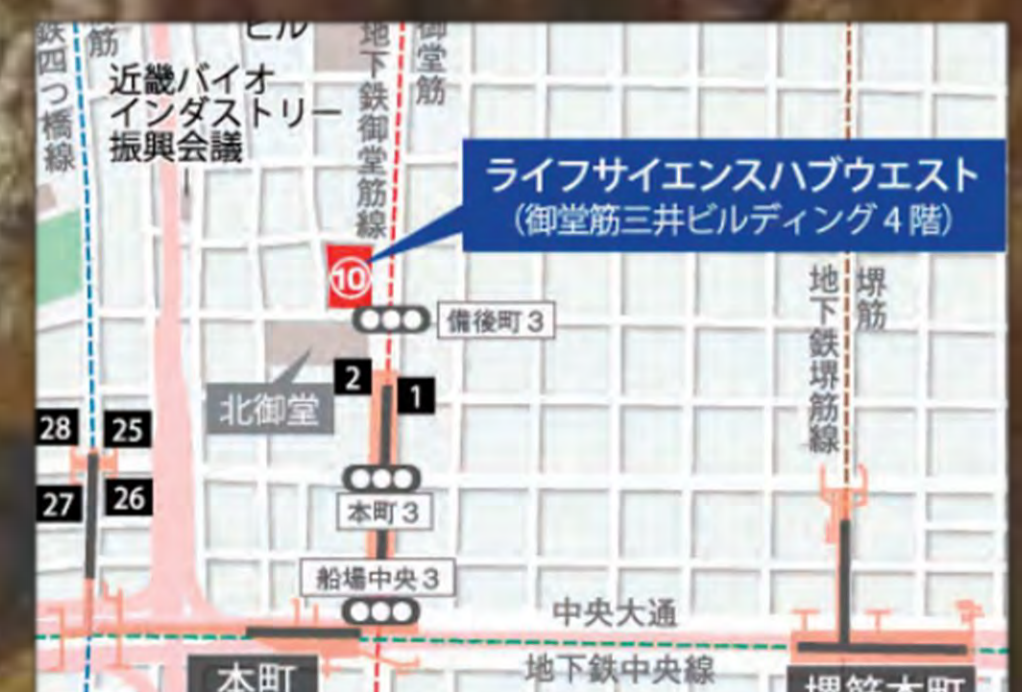 鉄四つ橋線
筋
ビル
地下鉄御堂筋線
御堂筋
近畿バイオ
インダストリー
振興会議
ライフサイエンスハブウエスト
(御堂筋三井ビルディング4階)
10
備後町3
地下鉄堺筋線
堺筋
2
1
北御堂
28
25
27
26
本町3
船場中央3
中央大通
地下鉄中央線
本町
堺筋本町